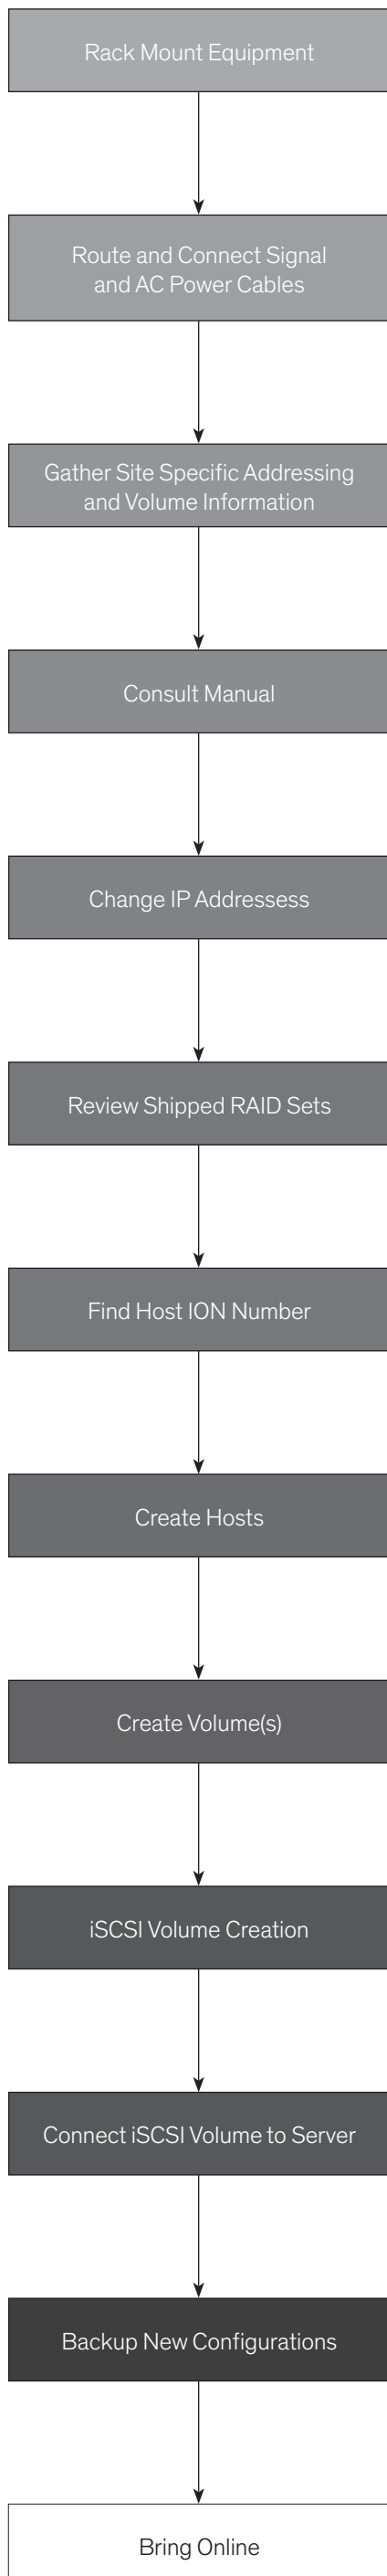 Rack Mount Equipment
Route and Connect Signal
and AC Power Cables
Gather Site Specific Addressing
and Volume Information
Consult Manual
Change IP Addressess
Review Shipped RAID Sets
Find Host ION Number
Create Hosts
Create Volume(s)
iSCSI Volume Creation
Connect iSCSI Volume to Server
Backup New Configurations
Bring Online